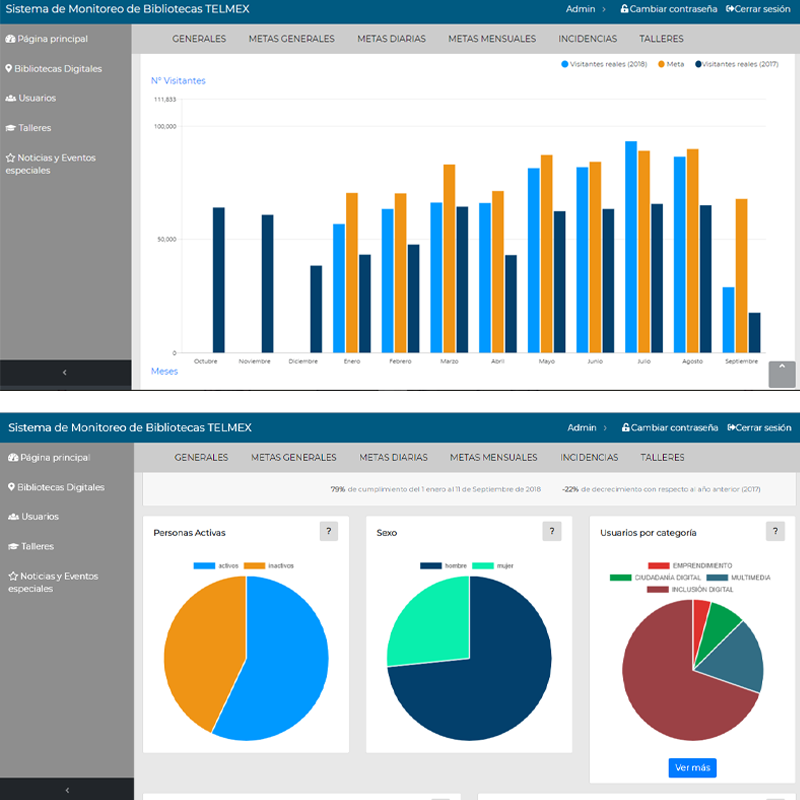 Sistema de Monitoreo de Bibliotecas TELMEX
Admin > Cambiar contraseña Cerrar sesión
Página principal
Bibliotecas Digitales
Usuarios
Talleres
Noticias y Eventos
especiales
<
GENERALES METAS GENERALES METAS DIARIAS METAS MENSUALES INCIDENCIAS TALLERES
Visitantes reales (2018) Meta Visitantes reales (2017)
N° Visitantes
111,833
100,000
50,000
0
Octubre Noviembre Diciembre Enero Febrero Marzo Abril Mayo Junio Julio Agosto Septiembre
Meses
Sistema de Monitoreo de Bibliotecas TELMEX
Admin > Cambiar contraseña Cerrar sesión
Página principal
Bibliotecas Digitales
Usuarios
Talleres
Noticias y Eventos
especiales
<
GENERALES METAS GENERALES METAS DIARIAS METAS MENSUALES INCIDENCIAS TALLERES
79% de cumplimiento del 1 enero al 11 de Septiembre de 2018 -22% de decrecimiento con respecto al año anterior (2017)
Personas Activas ?
activos inactivos
Sexo ?
hombre mujer
Usuarios por categoría ?
EMPRENDIMIENTO
CIUDADANÍA DIGITAL MULTIMEDIA
INCLUSIÓN DIGITAL
Ver más